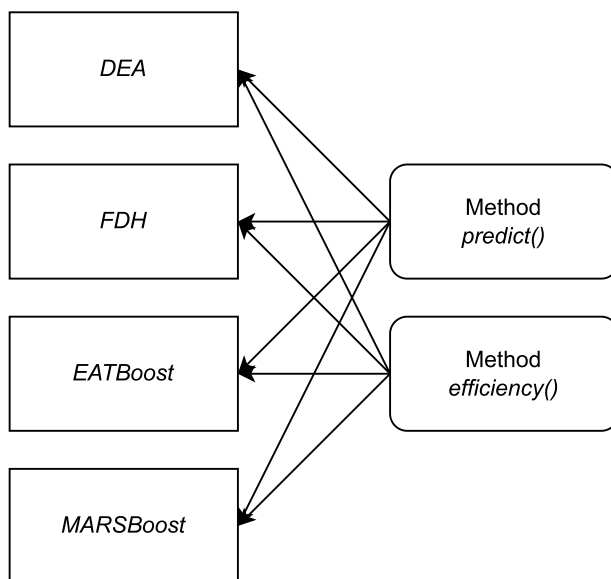 DEA
FDH
EATBoost
MARSBoost
Method
predict()
Method
efficiency()